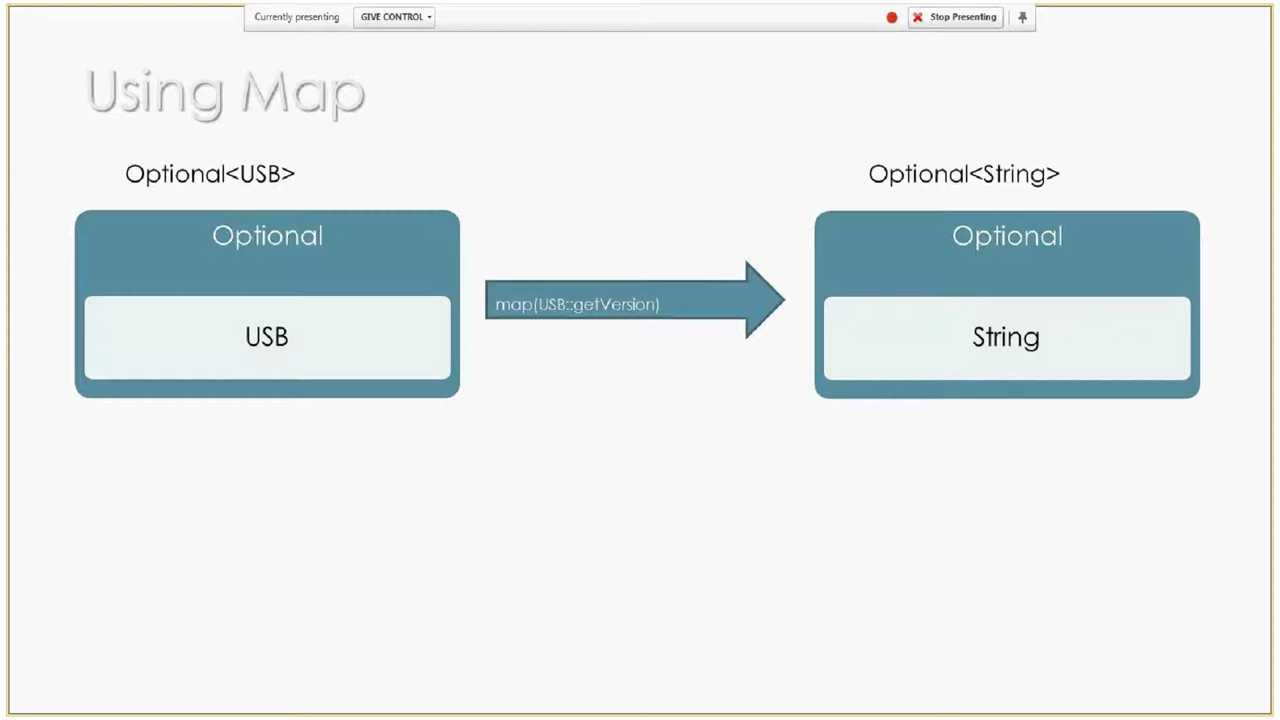 Currently presenting GIVE CONTROL Stop Presenting
Using Map
Optional<USB>
Optional<String>
Optional
Optional
map(USB::getVersion)
USB
String